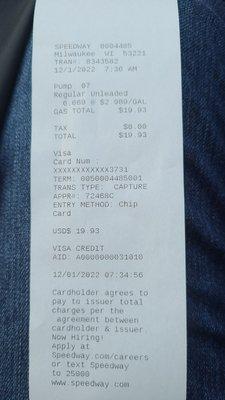 SPEEDWAY 0004485
Milwaukee WI 53221
TRAN#: 8343582
12/1/2022 7:36 AM
Pump 07
Regular Unleaded
6.669 @ $2.989/GAL
GAS TOTAL $19.93
TAX $0.00
TOTAL $19.93
Visa
Card Num :
XXXXXXXXXXXX3731
TERM: 0050004485001
TRANS TYPE: CAPTURE
APPR#: 72468C
ENTRY METHOD: Chip
Card
USD$ 19.93
VISA CREDIT
AID: A0000000031010
12/01/2022 07:34:56
Cardholder agrees to
pay to issuer total
charges per the
agreement between
cardholder & issuer.
Now Hiring!
Apply at
Speedway.com/careers
or text Speedway
to 25000
www.speedway.com